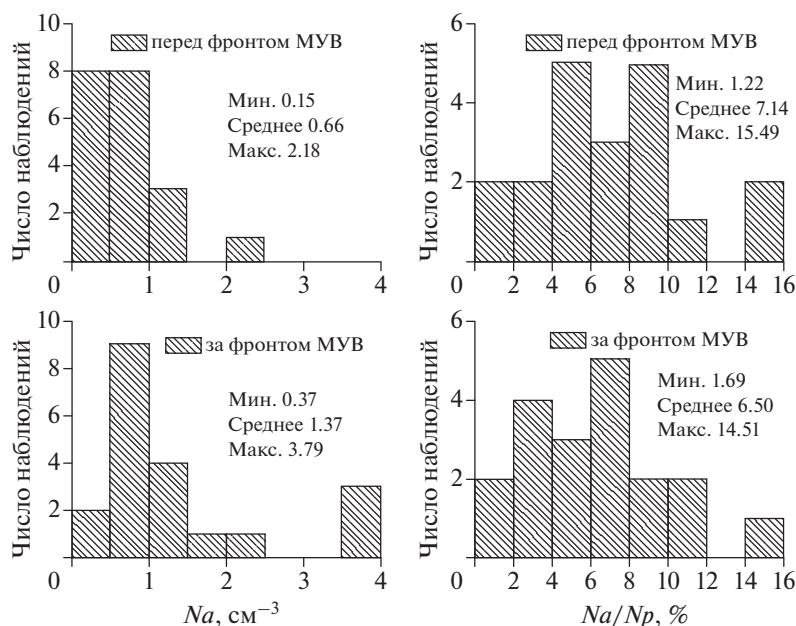 10
8
6
4
2
0
1
2
3
4
Число наблюдений
перед фронтом МУВ
Мин. 0.15
Среднее 0.66
Макс. 2.18
6
4
2
0
2
4
6
8
10
12
14
16
Число наблюдений
перед фронтом МУВ
Мин. 1.22
Среднее 7.14
Макс. 15.49
10
8
6
4
2
0
1
2
3
4
Число наблюдений
за фронтом МУВ
Мин. 0.37
Среднее 1.37
Макс. 3.79
Na, см⁻³
6
4
2
0
2
4
6
8
10
12
14
16
Число наблюдений
за фронтом МУВ
Мин. 1.69
Среднее 6.50
Макс. 14.51
Na/Np, %